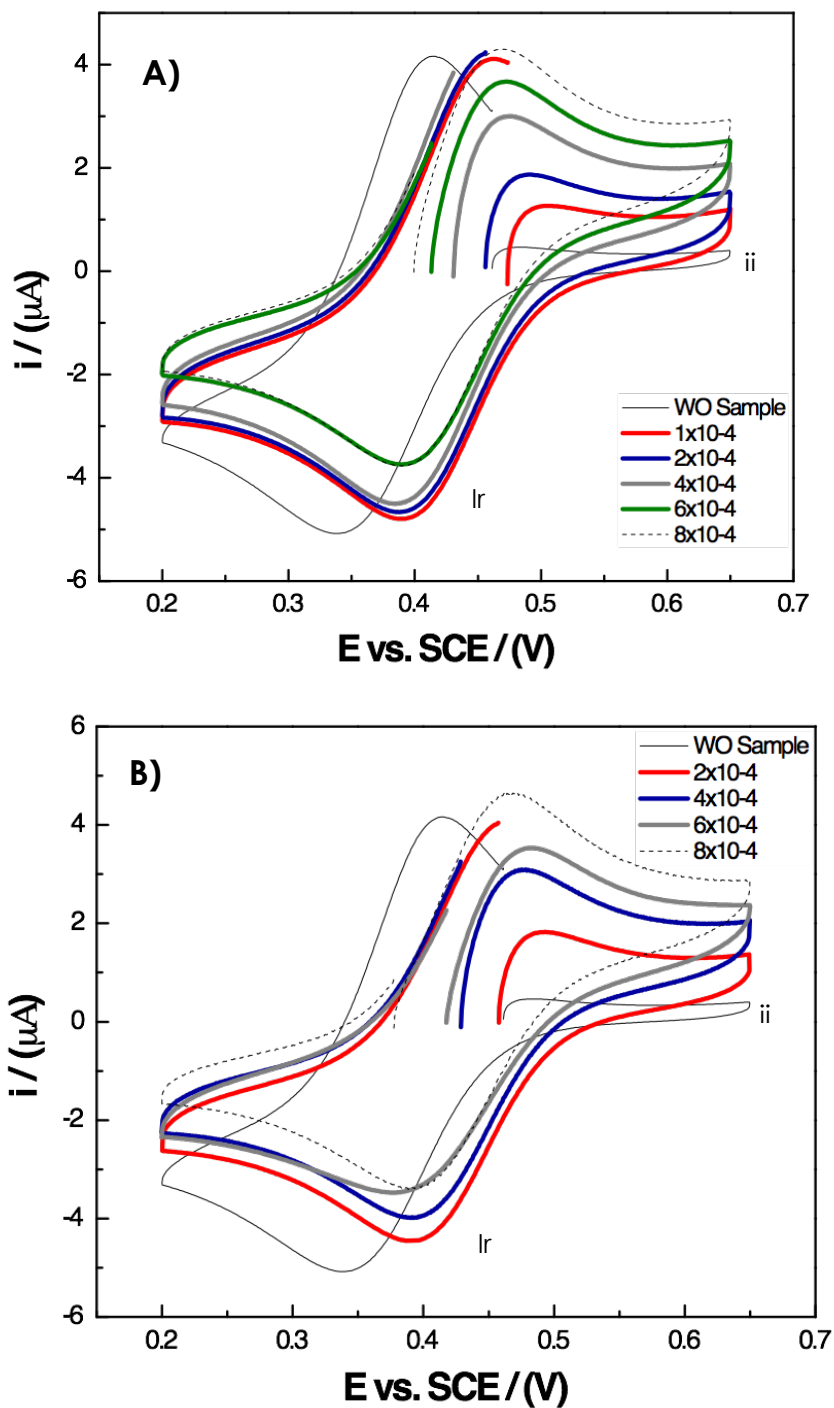 A)
4
2
0
-2
-4
-6
i / (μA)
ii
Ir
WO Sample
1x10-4
2x10-4
4x10-4
6x10-4
8x10-4
0.2 0.3 0.4 0.5 0.6 0.7
E vs. SCE / (V)
B)
6
4
2
0
-2
-4
-6
i / (μA)
WO Sample
2x10-4
4x10-4
6x10-4
8x10-4
ii
Ir
0.2 0.3 0.4 0.5 0.6 0.7
E vs. SCE / (V)